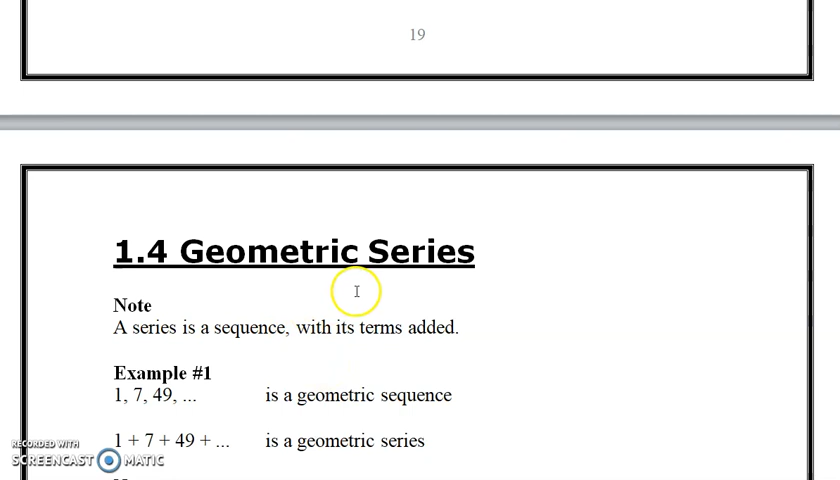 19
1.4 Geometric Series
Note
A series is a sequence, with its terms added.
Example #1
1, 7, 49, ... is a geometric sequence
1 + 7 + 49 + ... is a geometric series
RECORDED WITH
SCREENCAST MATIC